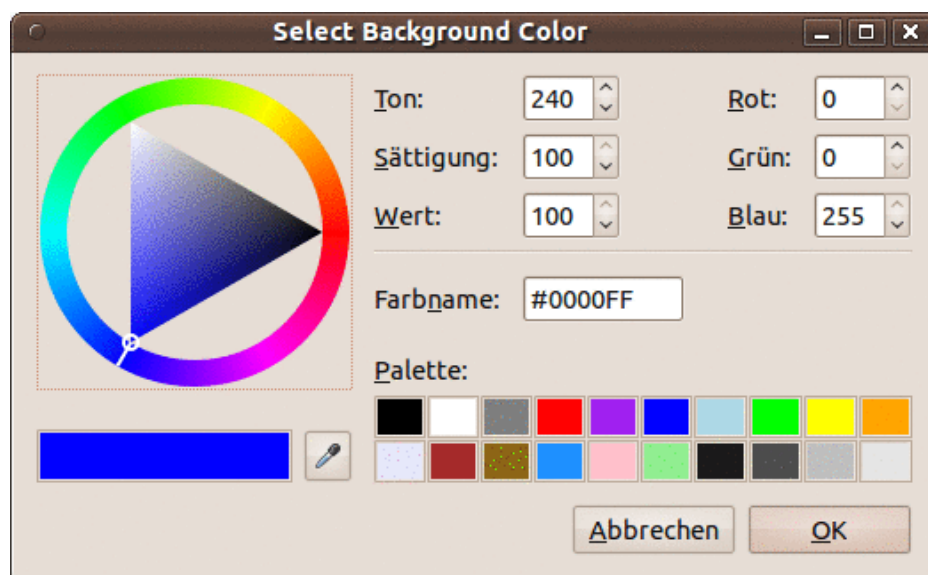 Select Background Color
Ton: 240 Rot: 0
Sättigung: 100 Grün: 0
Wert: 100 Blau: 255
Farbname: #0000FF
Palette:
Abbrechen OK